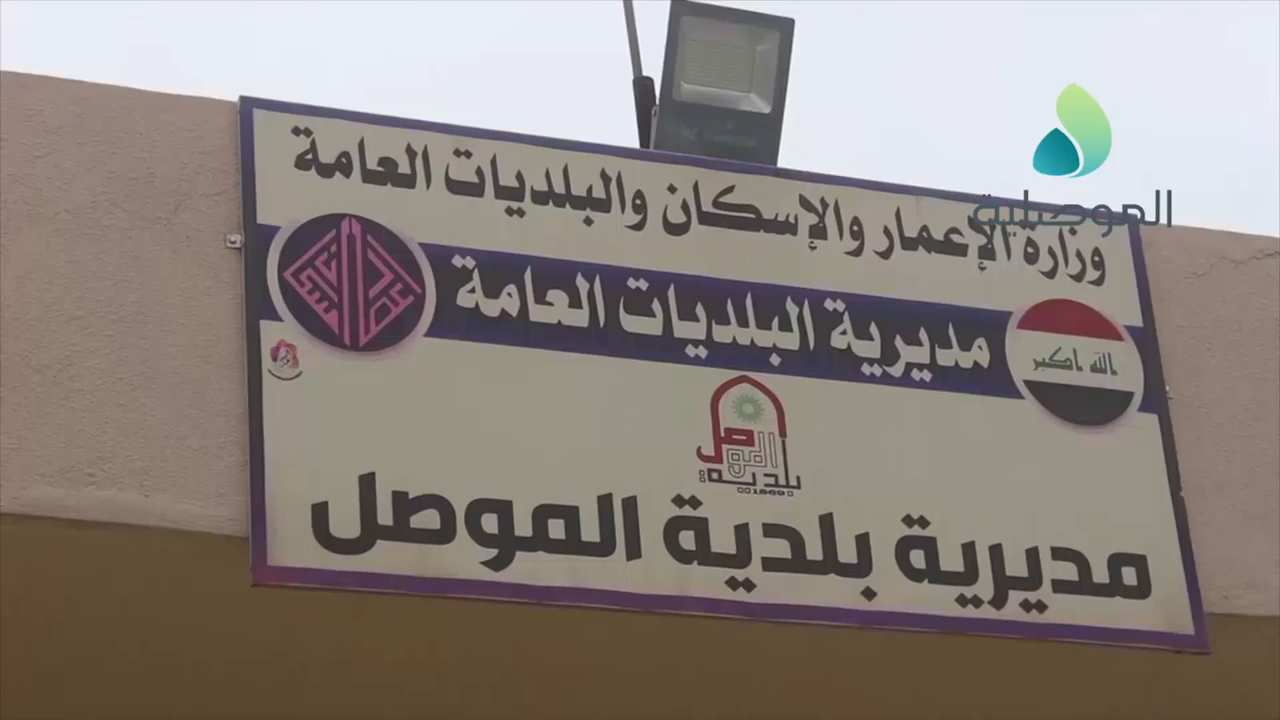 الموصلية
وزارة الإعمار والإسكان والبلديات العامة
مديرية البلديات العامة
الله اكبر
بلدية الموصل
1869
مديرية بلدية الموصل